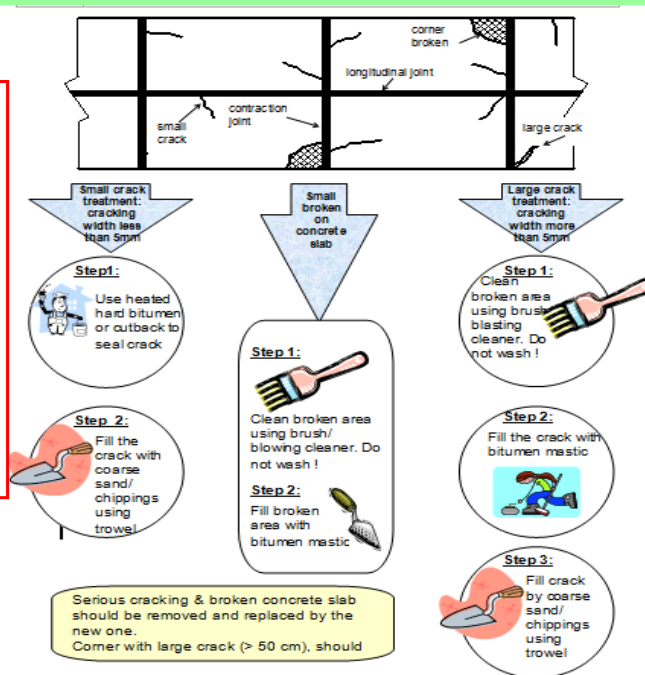 corner
broken
longitudinal joint
contraction
joint
small
crack
large crack
Small crack
treatment:
cracking
width less
than 5mm
Step1:
Use heated
hard bitumen
or cutback to
seal crack
Step 2:
Fill the
crack with
coarse
sand/
chippings
using
trowel
Small
broken
on
concrete
slab
Step 1:
Clean broken area
using brush/
blowing cleaner. Do
not wash !
Step 2:
Fill broken
area with
bitumen mastic
Large crack
treatment:
cracking
width more
than 5mm
Step 1:
Clean
broken area
using brush
blasting
cleaner. Do
not wash !
Step 2:
Fill the crack with
bitumen mastic
Step 3:
Fill crack
by coarse
sand/
chippings
using
trowel
Serious cracking & broken concrete slab
should be removed and replaced by the
new one.
Corner with large crack (> 50 cm), should